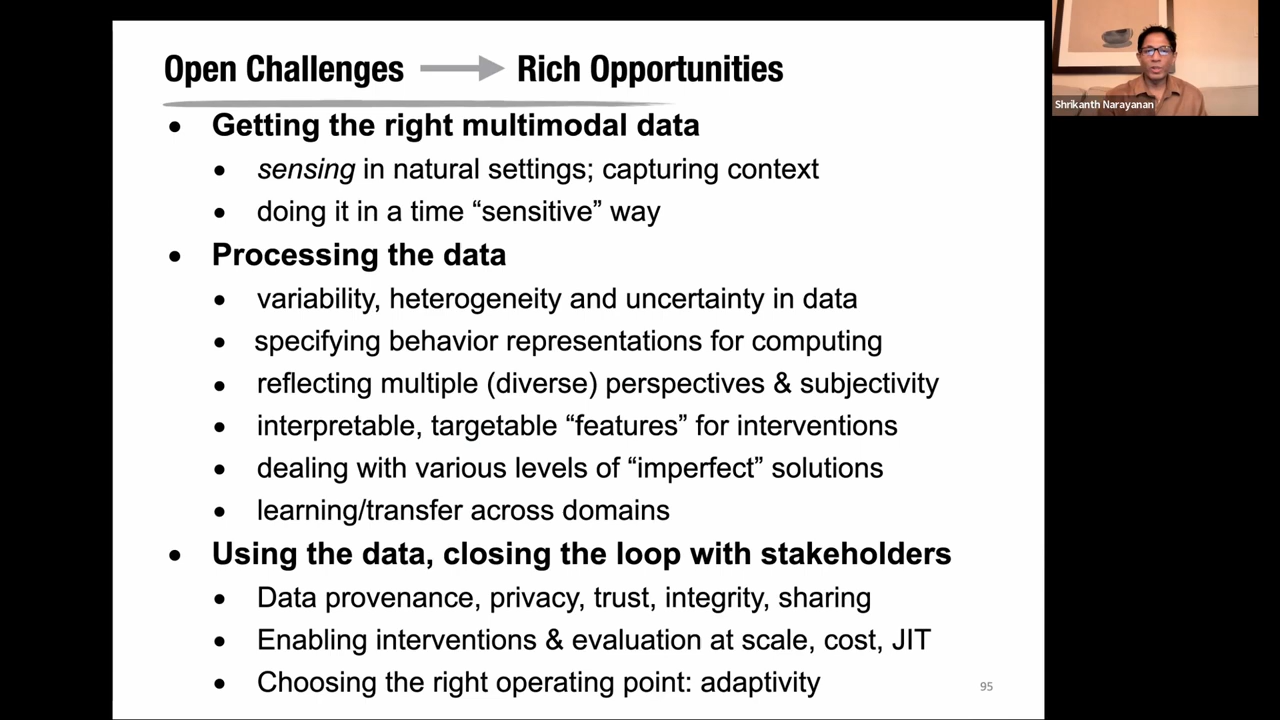 Open Challenges → Rich Opportunities
Shrikanth Narayanan
• Getting the right multimodal data
• sensing in natural settings; capturing context
• doing it in a time “sensitive” way
• Processing the data
• variability, heterogeneity and uncertainty in data
• specifying behavior representations for computing
• reflecting multiple (diverse) perspectives & subjectivity
• interpretable, targetable “features” for interventions
• dealing with various levels of “imperfect” solutions
• learning/transfer across domains
• Using the data, closing the loop with stakeholders
• Data provenance, privacy, trust, integrity, sharing
• Enabling interventions & evaluation at scale, cost, JIT
• Choosing the right operating point: adaptivity
95